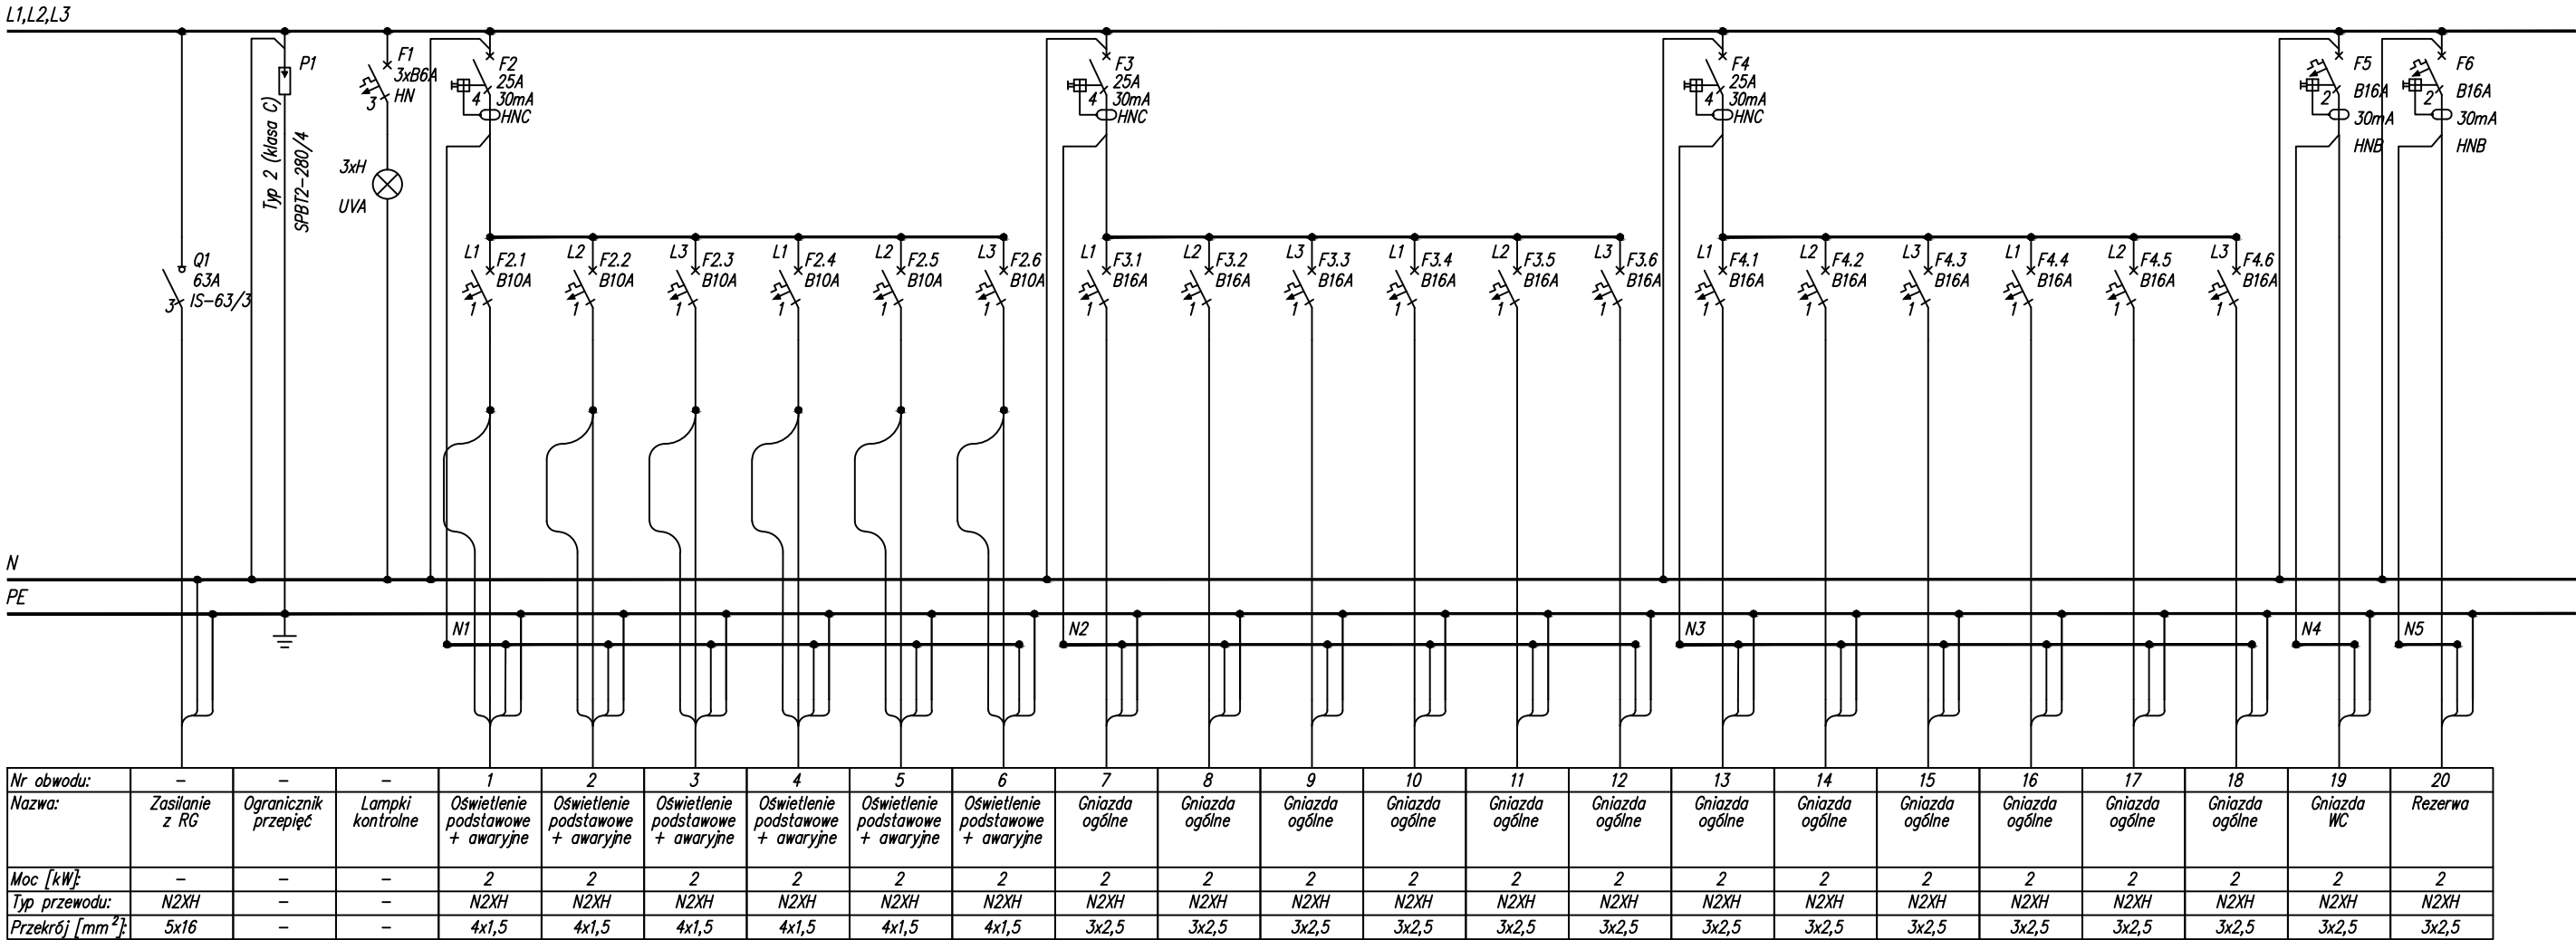 L1,L2,L3
P1
Typ 2 (klasa C)
SPBT2-280/4
F1
3xB6A
HN
3
3xH
UVA
F2
25A
30mA
HNC
4
F3
25A
30mA
HNC
4
F4
25A
30mA
HNC
4
F5
B16A
30mA
HNB
2
F6
B16A
30mA
HNB
2
Q1
63A
IS-63/3
3
L1 F2.1
B10A
1
L2 F2.2
B10A
1
L3 F2.3
B10A
1
L1 F2.4
B10A
1
L2 F2.5
B10A
1
L3 F2.6
B10A
1
L1 F3.1
B16A
1
L2 F3.2
B16A
1
L3 F3.3
B16A
1
L1 F3.4
B16A
1
L2 F3.5
B16A
1
L3 F3.6
B16A
1
L1 F4.1
B16A
1
L2 F4.2
B16A
1
L3 F4.3
B16A
1
L1 F4.4
B16A
1
L2 F4.5
B16A
1
L3 F4.6
B16A
1
N
PE
N1
N2
N3
N4
N5
Nr obwodu: - - - 1 2 3 4 5 6 7 8 9 10 11 12 13 14 15 16 17 18 19 20
Nazwa: Zasilanie Ogranicznik Lampki Oświetlenie Oświetlenie Oświetlenie Oświetlenie Oświetlenie Oświetlenie Gniazda Gniazda Gniazda Gniazda Gniazda Gniazda Gniazda Gniazda Gniazda Gniazda Gniazda Gniazda Gniazda Rezerwa
z RG przepięć kontrolne podstawowe podstawowe podstawowe podstawowe podstawowe podstawowe ogólne ogólne ogólne ogólne ogólne ogólne ogólne ogólne ogólne ogólne ogólne ogólne WC
+ awaryjne + awaryjne + awaryjne + awaryjne + awaryjne + awaryjne
Moc [kW]: - - - 2 2 2 2 2 2 2 2 2 2 2 2 2 2 2 2 2 2 2 2
Typ przewodu: N2XH - - N2XH N2XH N2XH N2XH N2XH N2XH N2XH N2XH N2XH N2XH N2XH N2XH N2XH N2XH N2XH N2XH N2XH N2XH N2XH N2XH
Przekrój [mm²]: 5x16 - - 4x1,5 4x1,5 4x1,5 4x1,5 4x1,5 4x1,5 3x2,5 3x2,5 3x2,5 3x2,5 3x2,5 3x2,5 3x2,5 3x2,5 3x2,5 3x2,5 3x2,5 3x2,5 3x2,5 3x2,5